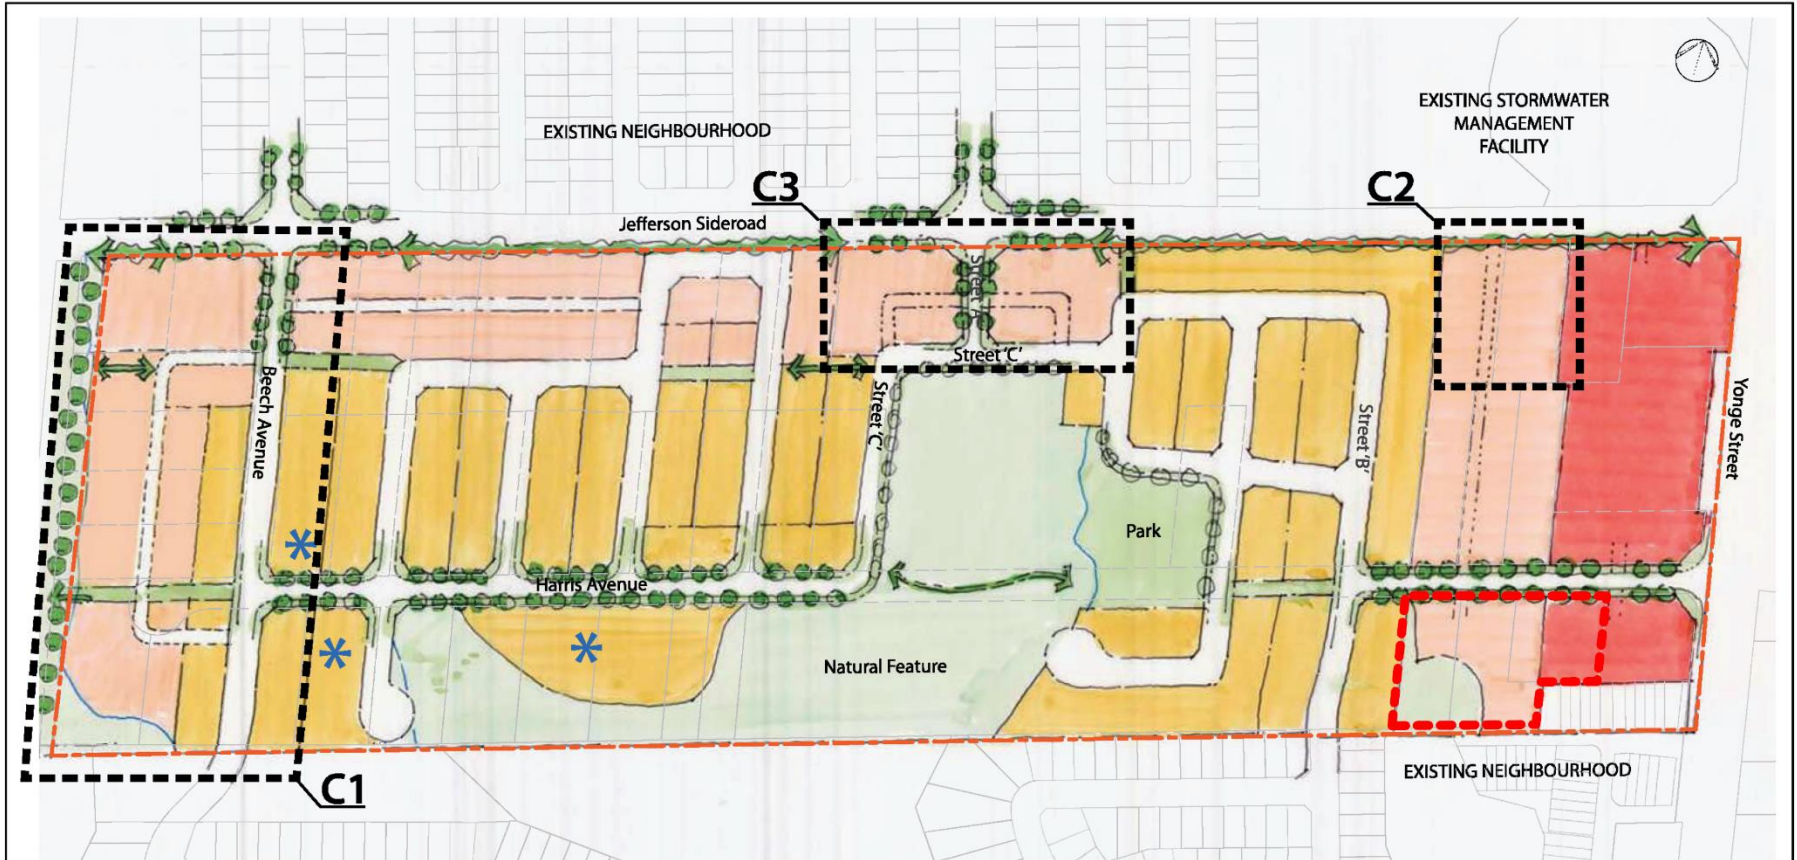 EXISTING STORMWATER
MANAGEMENT
FACILITY
EXISTING NEIGHBOURHOOD
C3
C2
Jefferson Sideroad
Street 'A'
Street 'C'
Beech Avenue
Street 'C'
Street 'B'
Yonge Street
Park
Harris Avenue
Natural Feature
EXISTING NEIGHBOURHOOD
C1